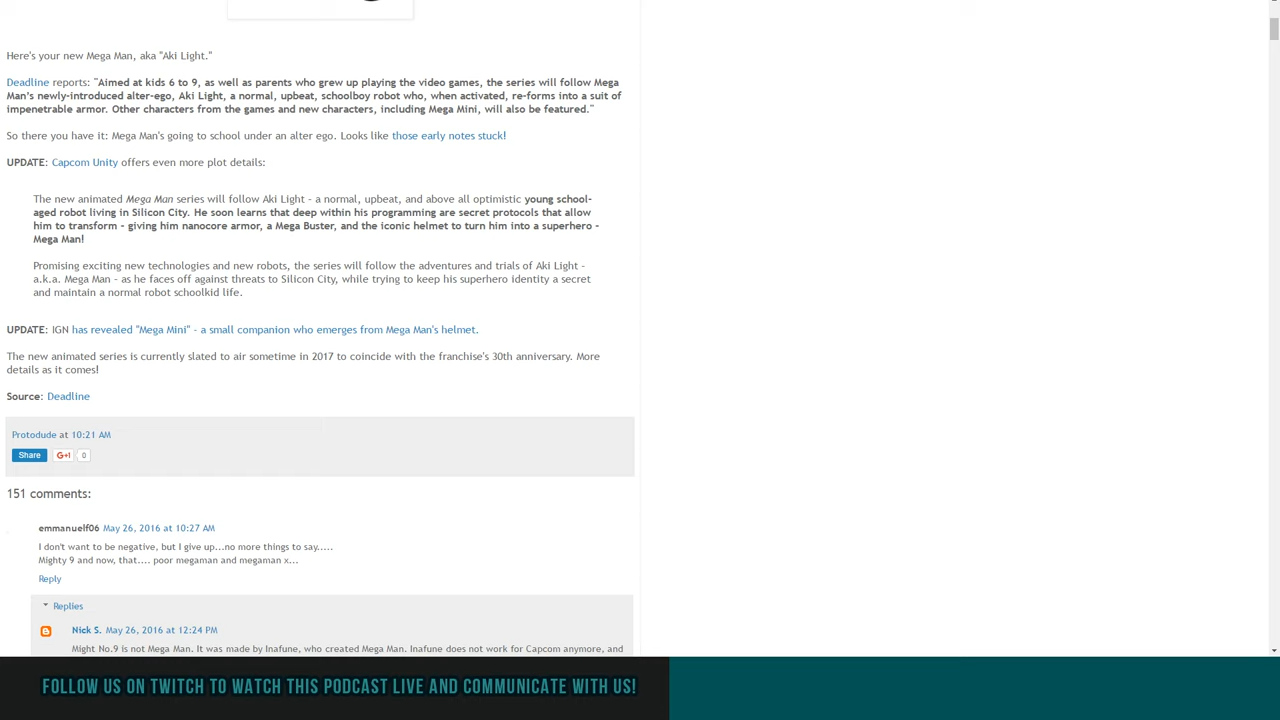 Here's your new Mega Man, aka "Aki Light."
Deadline reports: "Aimed at kids 6 to 9, as well as parents who grew up playing the video games, the series will follow Mega
Man's newly-introduced alter-ego, Aki Light, a normal, upbeat, schoolboy robot who, when activated, re-forms into a suit of
impenetrable armor. Other characters from the games and new characters, including Mega Mini, will also be featured."
So there you have it: Mega Man's going to school under an alter ego. Looks like those early notes stuck!
UPDATE: Capcom Unity offers even more plot details:
The new animated Mega Man series will follow Aki Light – a normal, upbeat, and above all optimistic young school-
aged robot living in Silicon City. He soon learns that deep within his programming are secret protocols that allow
him to transform – giving him nanocore armor, a Mega Buster, and the iconic helmet to turn him into a superhero –
Mega Man!
Promising exciting new technologies and new robots, the series will follow the adventures and trials of Aki Light –
a.k.a. Mega Man – as he faces off against threats to Silicon City, while trying to keep his superhero identity a secret
and maintain a normal robot schoolkid life.
UPDATE: IGN has revealed "Mega Mini" – a small companion who emerges from Mega Man's helmet.
The new animated series is currently slated to air sometime in 2017 to coincide with the franchise's 30th anniversary. More
details as it comes!
Source: Deadline
Protodude at 10:21 AM
Share G+1 0
151 comments:
emmanuelf06 May 26, 2016 at 10:27 AM
I don't want to be negative, but I give up...no more things to say.....
Mighty 9 and now, that.... poor megaman and megaman x...
Reply
Replies
Nick S. May 26, 2016 at 12:24 PM
Might No.9 is not Mega Man. It was made by Inafune, who created Mega Man. Inafune does not work for Capcom anymore, and
FOLLOW US ON TWITCH TO WATCH THIS PODCAST LIVE AND COMMUNICATE WITH US!